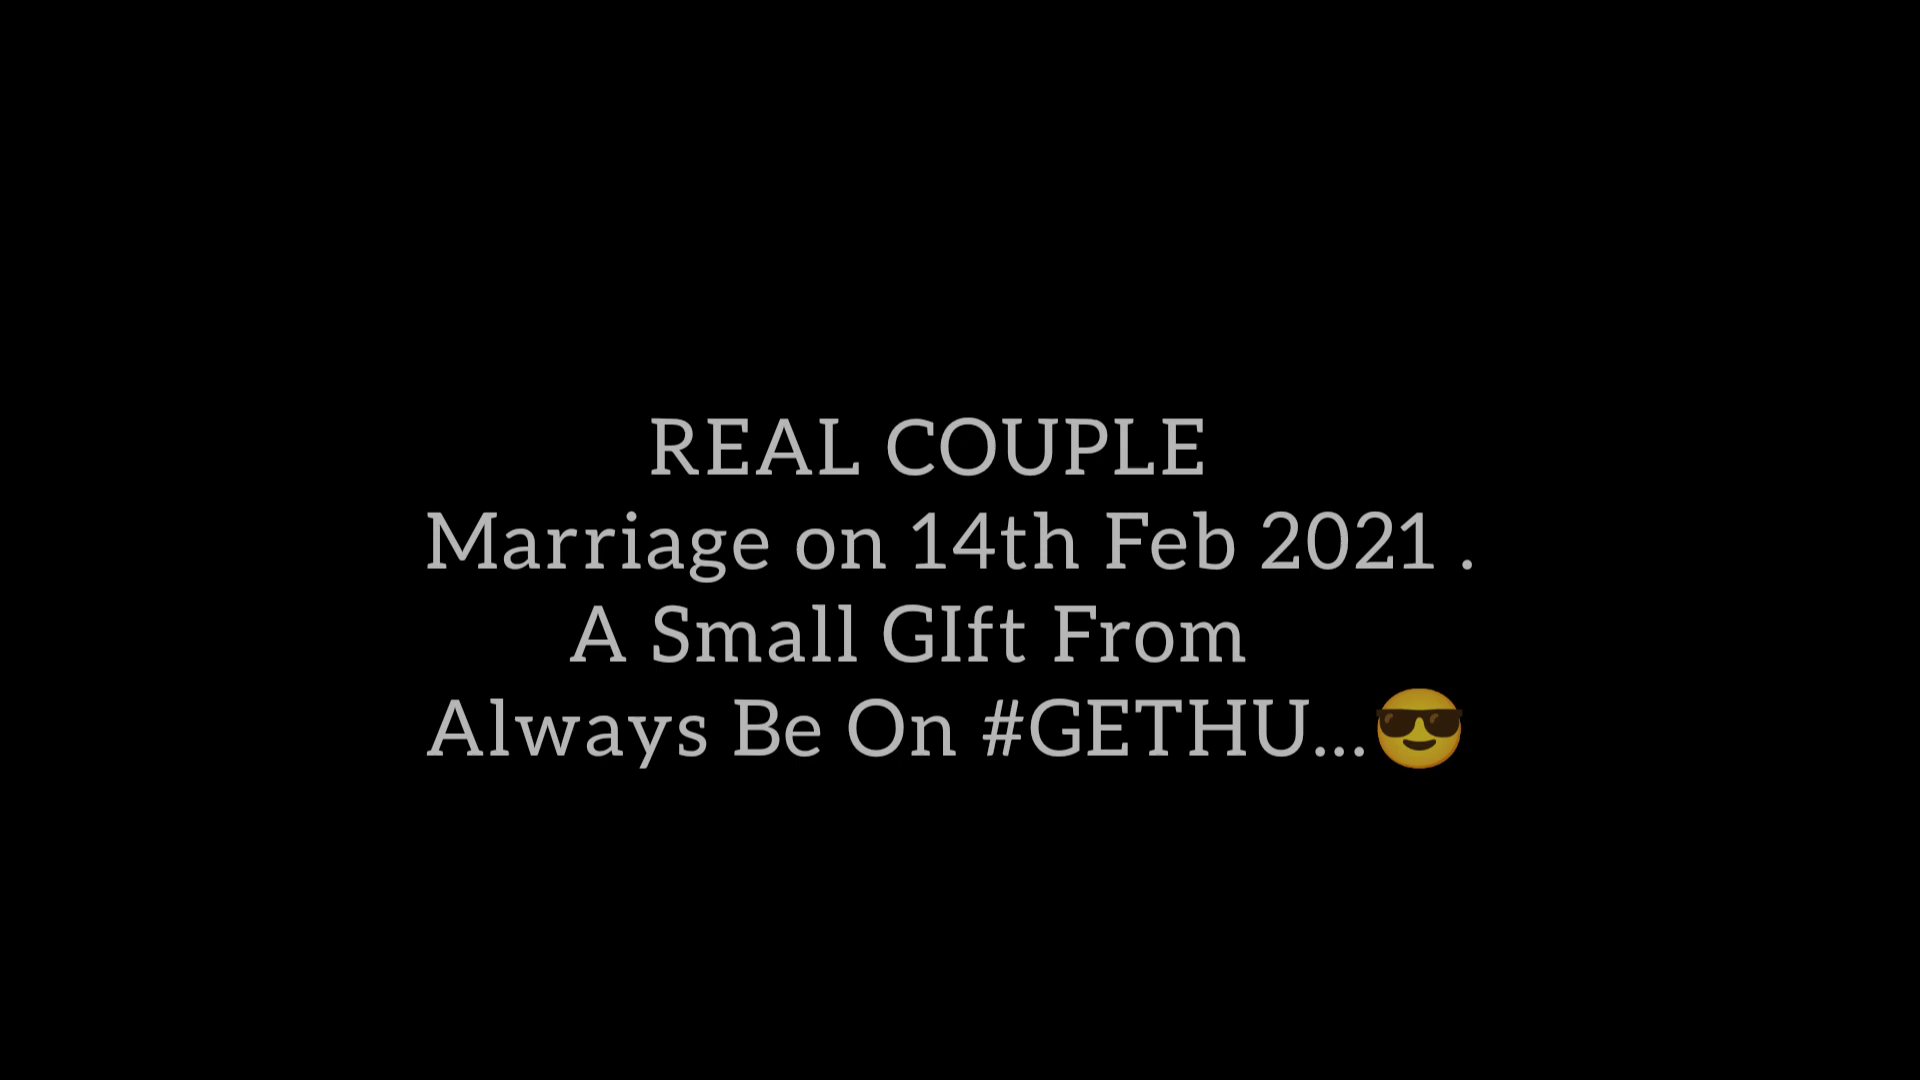 REAL COUPLE
Marriage on 14th Feb 2021 .
A Small GIft From
Always Be On #GETHU...😎